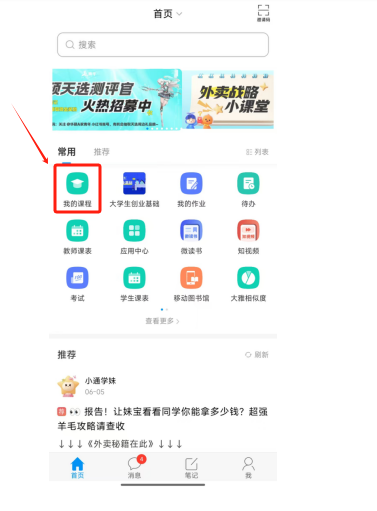 首页
邀请码
搜索
顶天选测评官
火热招募中
外卖战略
小课堂
常用
推荐
列表
我的课程
大学生创业基础
我的作业
待办
教师课表
应用中心
微读书
短视频
考试
学生课表
移动图书馆
大雅相似度
查看更多
推荐
刷新
小通学妹
06-05
荐 👀 报告！让妹宝看看同学你能拿多少钱？超强
羊毛攻略请查收
↓↓↓《外卖秘籍在此》↓↓↓
4
首页
消息
笔记
我